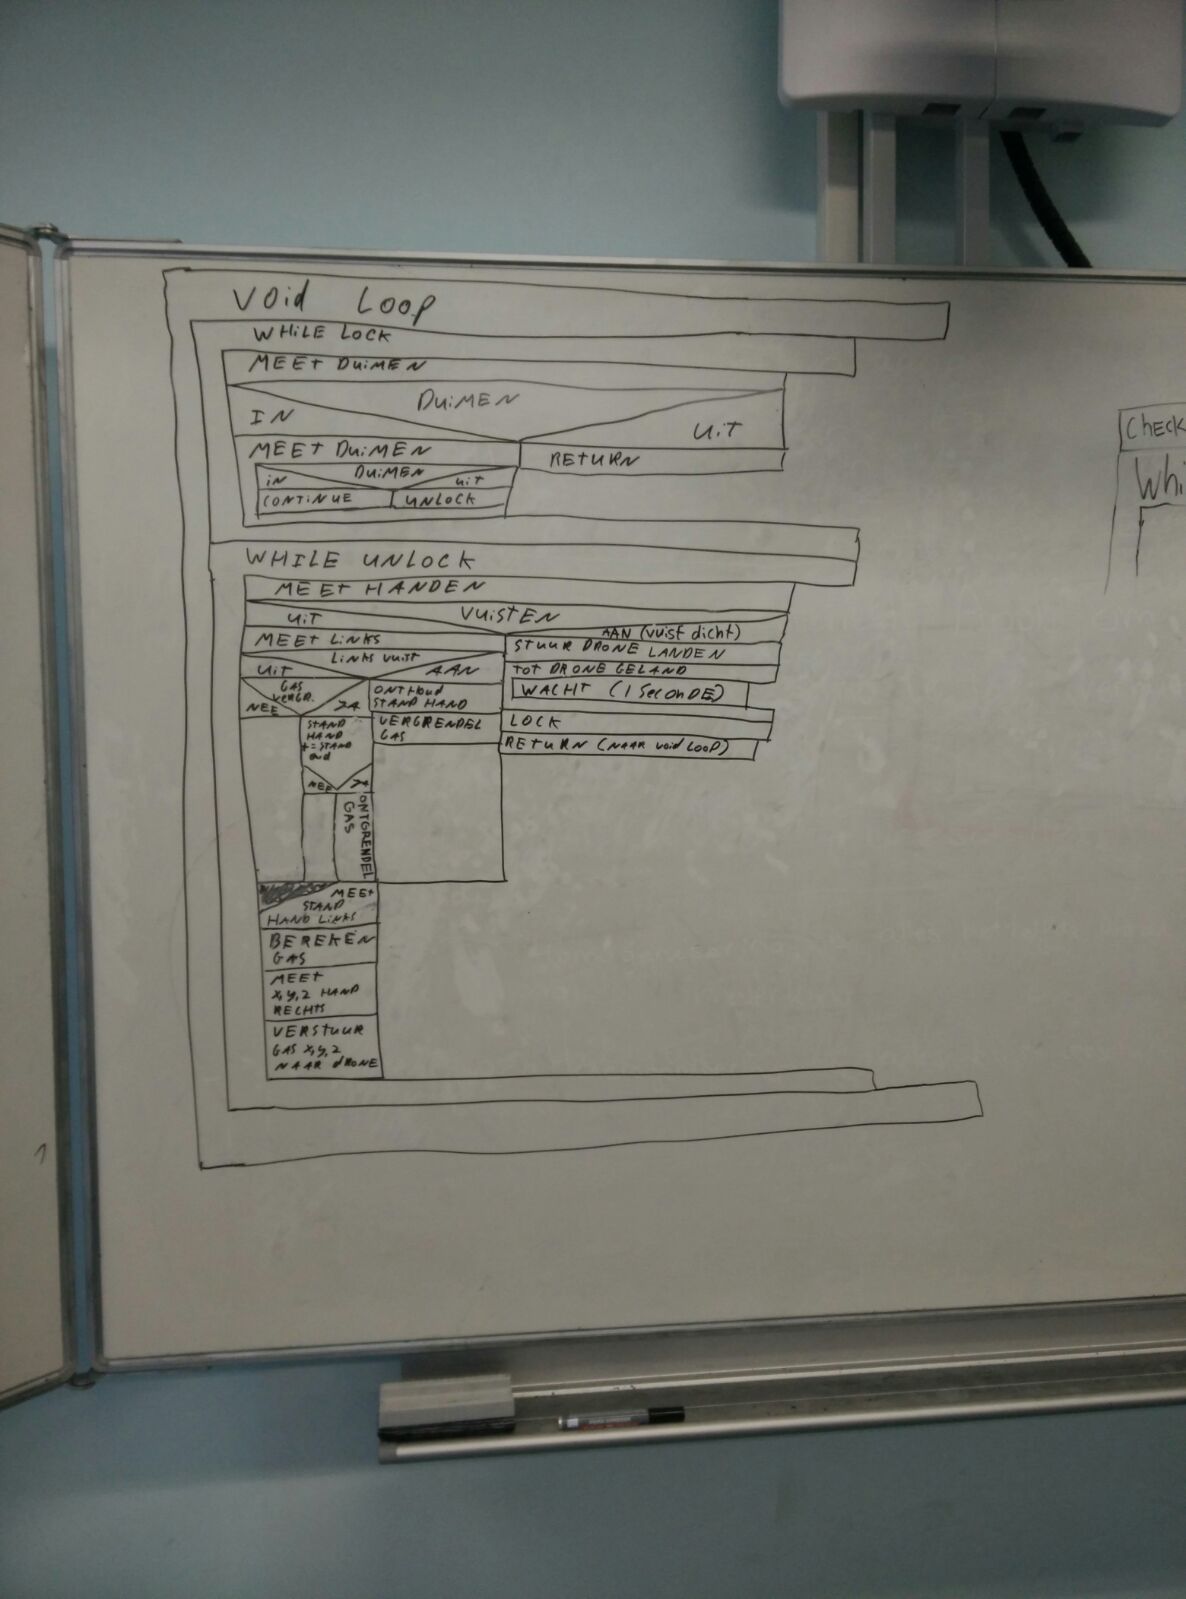 VOid LOOP
WHiLE LOCK
MEET DUiMEN
DUiMEN
IN
UiT
MEET DUIMEN
RETURN
DUiMEN
iN
uiT
CONTiNUE
UNLOCK
WHILE UNLOCK
MEET HANDEN
VUISTEN
UiT
AAN (vuist dicht)
MEET LINKS
STUUR DRONE LANDEN
LINKS VUIST
TOT DRONE GELAND
UIT
AAN
WACHT (1 SECONDE)
GAS
VERGR.
NEE
JA
ONTHOUD
STAND HAND
VERGRENDEL
GAS
LOCK
RETURN (NAAR void LOOP)
STAND
HAND
+= STAND
oud
NEE
JA
ONTGRENDEL
GAS
MEET
STAND
HAND LINKS
BEREKEN
GAS
MEET
x, y, z HAND
RECHTS
VERSTUUR
GAS x, y, z
NAAR dRONE
Check
Whi